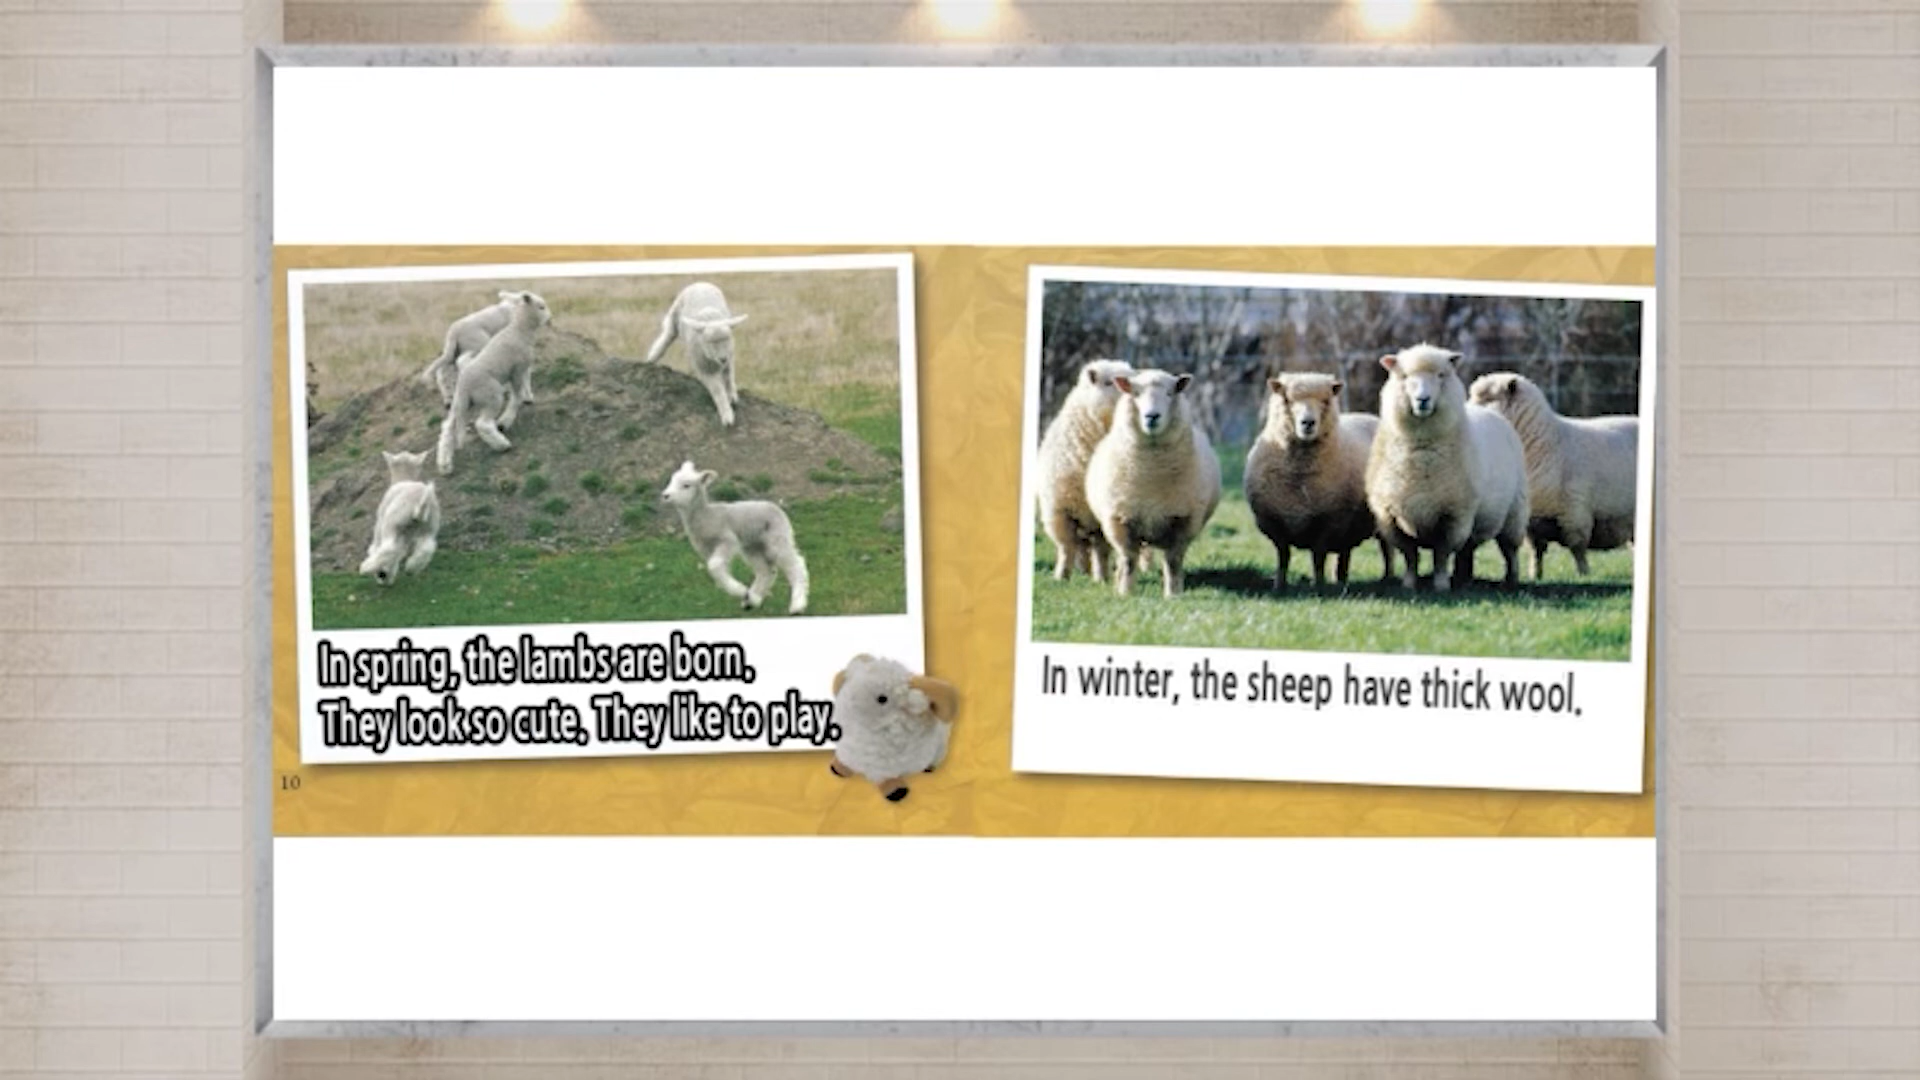 In spring, the lambs are born.
They look so cute. They like to play.
10
In winter, the sheep have thick wool.